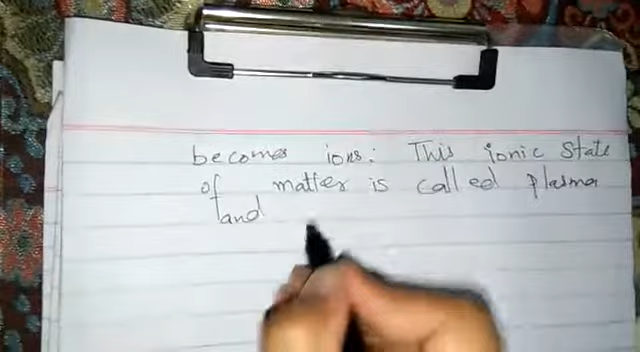 becomes ions: This ionic State
of matter is called plasma
and